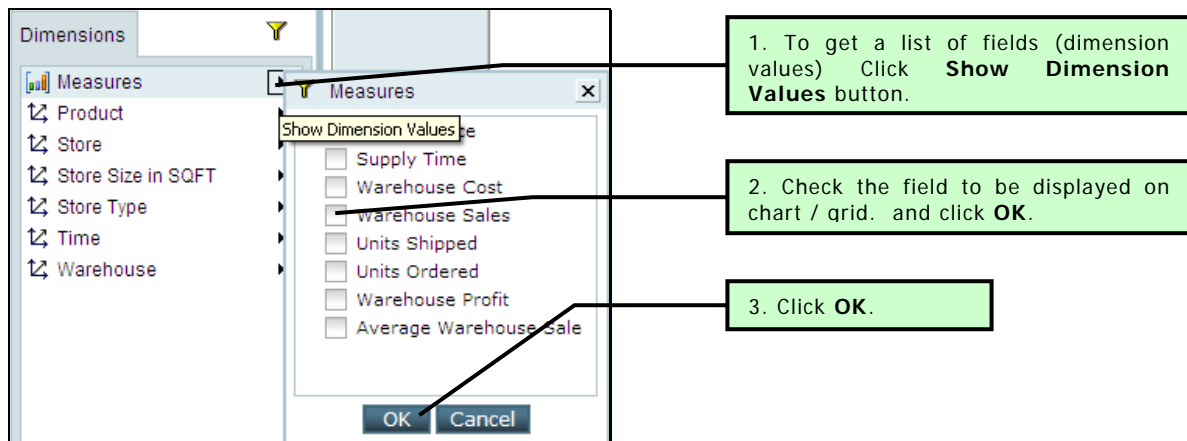 Dimensions
Measures
Product
Store
Store Size in SQFT
Store Type
Time
Warehouse
Measures
Show Dimension Values
Supply Time
Warehouse Cost
Warehouse Sales
Units Shipped
Units Ordered
Warehouse Profit
Average Warehouse Sale
OK Cancel
1. To get a list of fields (dimension
values) Click Show Dimension
Values button.
2. Check the field to be displayed on
chart / grid. and click OK.
3. Click OK.